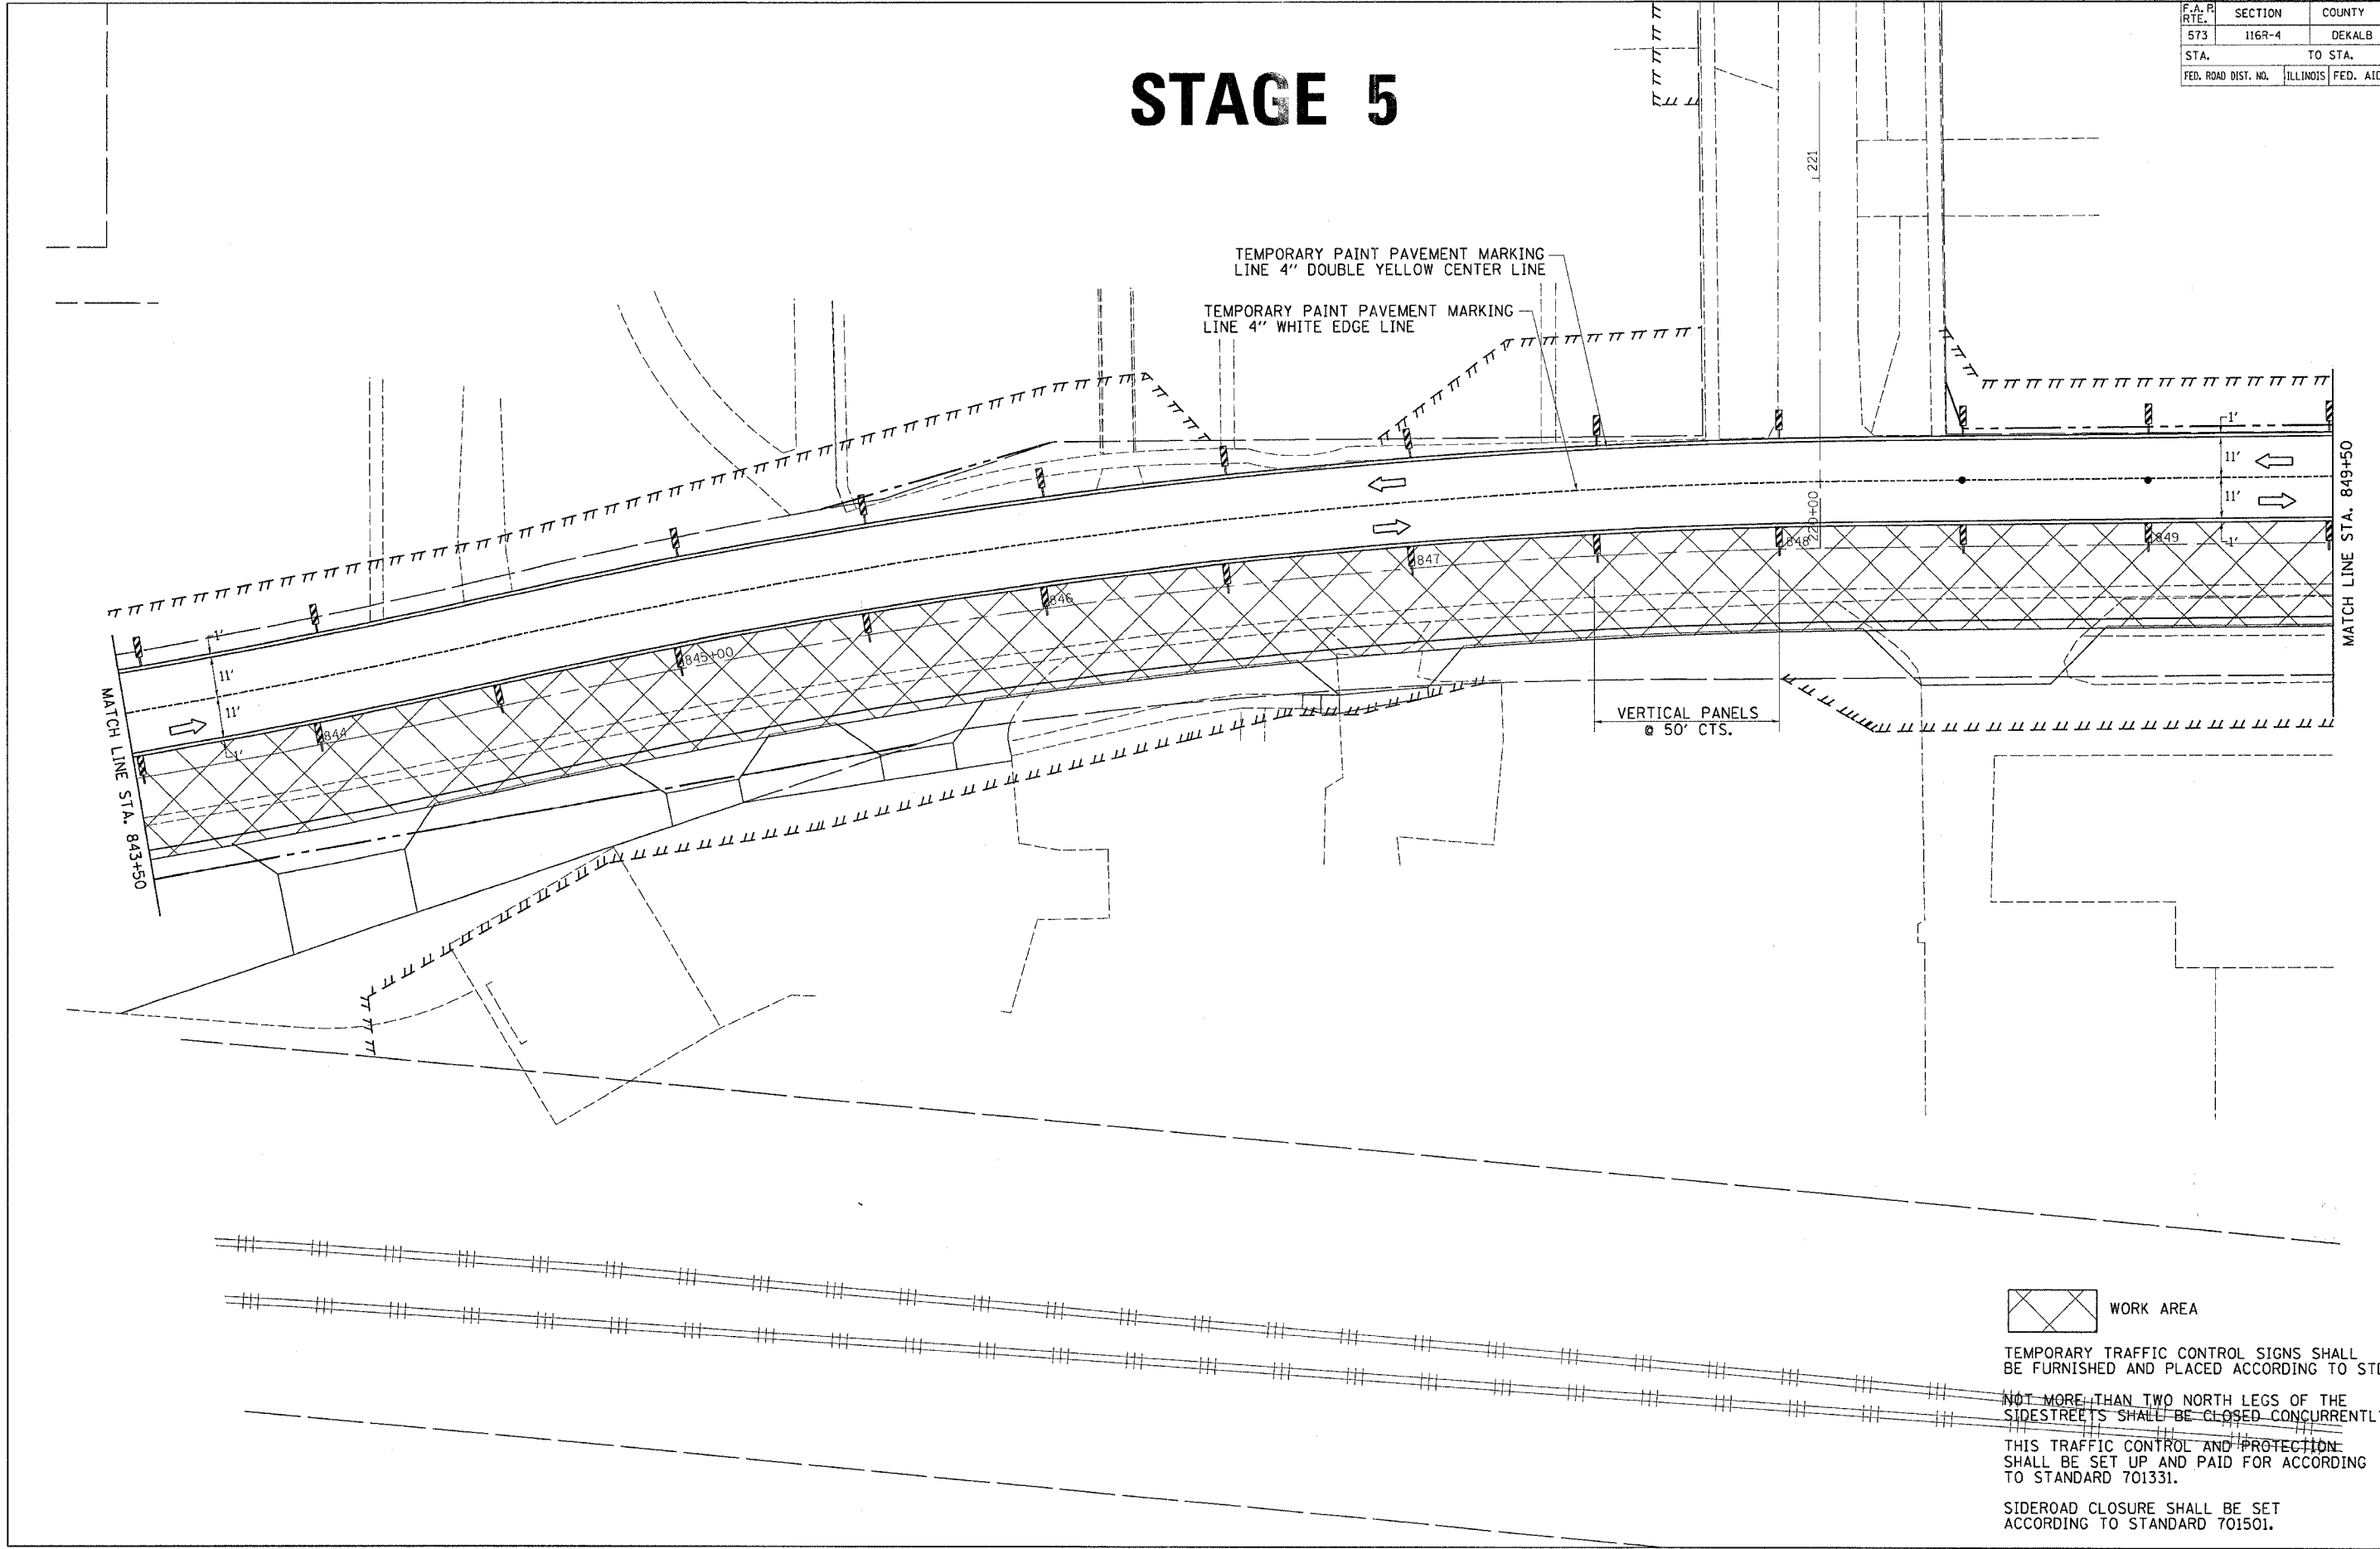 F.A.P. RTE. SECTION COUNTY
573 116R-4 DEKALB
STA. TO STA.
FED. ROAD DIST. NO. ILLINOIS FED. AID
STAGE 5
221
TEMPORARY PAINT PAVEMENT MARKING
LINE 4" DOUBLE YELLOW CENTER LINE
TEMPORARY PAINT PAVEMENT MARKING
LINE 4" WHITE EDGE LINE
1'
11'
11'
1'
MATCH LINE STA. 849+50
220+00
849
848
847
846
845+00
844
1'
11'
11'
1'
MATCH LINE STA. 843+50
VERTICAL PANELS
@ 50' CTS.
WORK AREA
TEMPORARY TRAFFIC CONTROL SIGNS SHALL
BE FURNISHED AND PLACED ACCORDING TO
NOT MORE THAN TWO NORTH LEGS OF THE
SIDESTREETS SHALL BE CLOSED CONCURRENTLY
THIS TRAFFIC CONTROL AND PROTECTION
SHALL BE SET UP AND PAID FOR ACCORDING
TO STANDARD 701331.
SIDEROAD CLOSURE SHALL BE SET
ACCORDING TO STANDARD 701501.